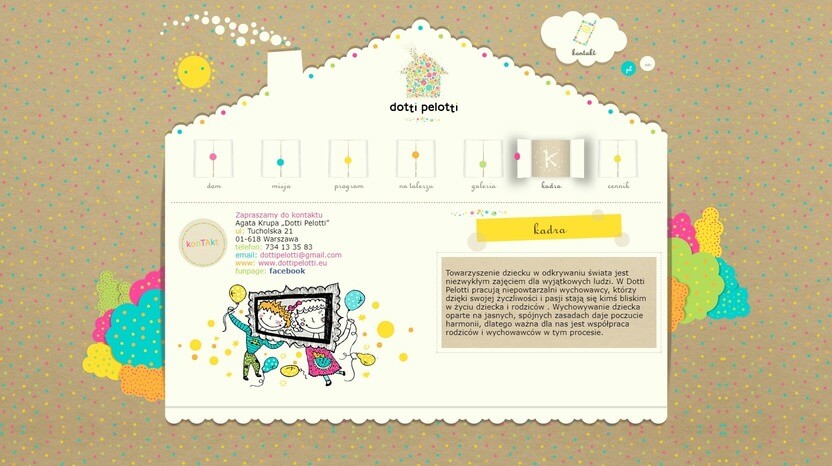 kontakt
pl
dotti pelotti
dom
misja
program
na talerzu
galeria
K
kadra
cennik
konTAkt
Zapraszamy do kontaktu
Agata Krupa „Dotti Pelotti”
ul: Tucholska 21
01-618 Warszawa
telefon: 734 13 35 83
email: dottipelotti@gmail.com
www: www.dottipelotti.eu
funpage: facebook
kadra
Towarzyszenie dziecku w odkrywaniu świata jest
niezwykłym zajęciem dla wyjątkowych ludzi. W Dotti
Pelotti pracują niepowtarzalni wychowawcy, którzy
dzięki swojej życzliwości i pasji stają się kimś bliskim
w życiu dziecka i rodziców . Wychowywanie dziecka
oparte na jasnych, spójnych zasadach daje poczucie
harmonii, dlatego ważna dla nas jest współpraca
rodziców i wychowawców w tym procesie.